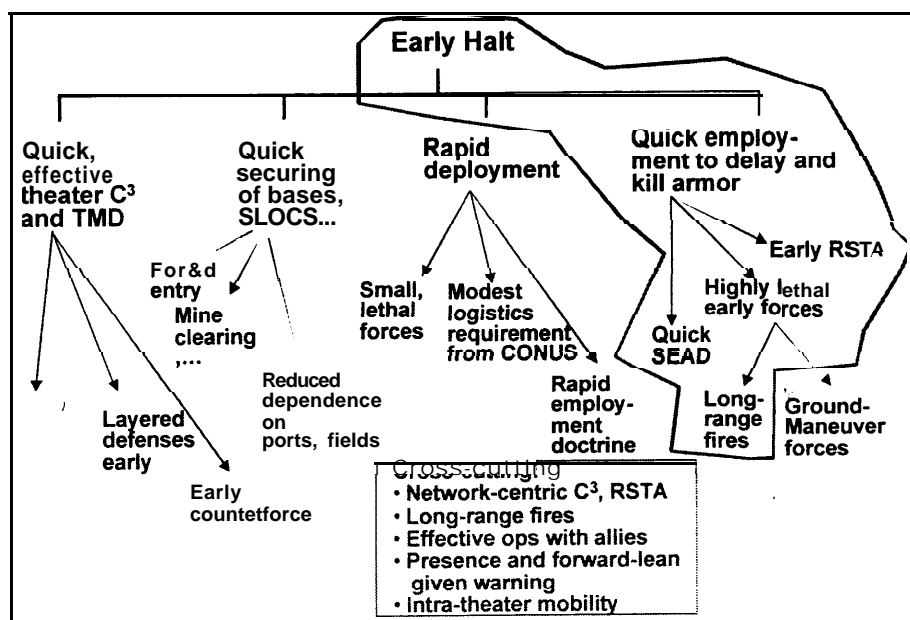 Early Halt
Quick,
effective
theater C³
and TMD
Quick
securing
of bases,
SLOCS...
Rapid
deployment
Quick employ-
ment to delay and
kill armor
For&d
entry
Mine
clearing
,...
Reduced
dependence
on
ports, fields
Layered
defenses
early
Early
countetforce
Small,
lethal
forces
Modest
logistics
requirement
from CONUS
Rapid
employ-
ment
doctrine
Early RSTA
Highly lethal
early forces
Quick
SEAD
Long-
range
fires
Ground-
Maneuver
forces
Cross-cutting
• Network-centric C³, RSTA
• Long-range fires
• Effective ops with allies
• Presence and forward-lean
given warning
• Intra-theater mobility